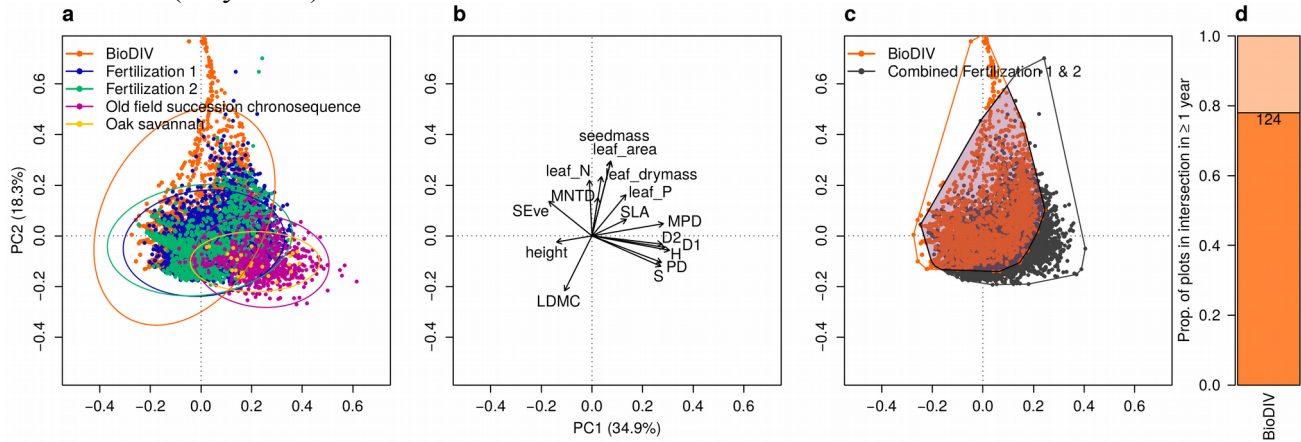 a
BioDIV
Fertilization 1
Fertilization 2
Old field succession chronosequence
Oak savannah
PC2 (18.3%)
0.6
0.4
0.2
0.0
−0.2
−0.4
−0.4 −0.2 0.0 0.2 0.4 0.6
b
seedmass
leaf_area
leaf_N
leaf_drymass
MNTD
leaf_P
SEve
SLA
MPD
D2
D1
height
H
PD
S
LDMC
0.6
0.4
0.2
0.0
−0.2
−0.4
−0.4 −0.2 0.0 0.2 0.4 0.6
PC1 (34.9%)
c
BioDIV
Combined Fertilization 1 & 2
0.6
0.4
0.2
0.0
−0.2
−0.4
−0.4 −0.2 0.0 0.2 0.4 0.6
d
Prop. of plots in intersection in ≥ 1 year
1.0
0.8
0.6
0.4
0.2
0.0
124
BioDIV